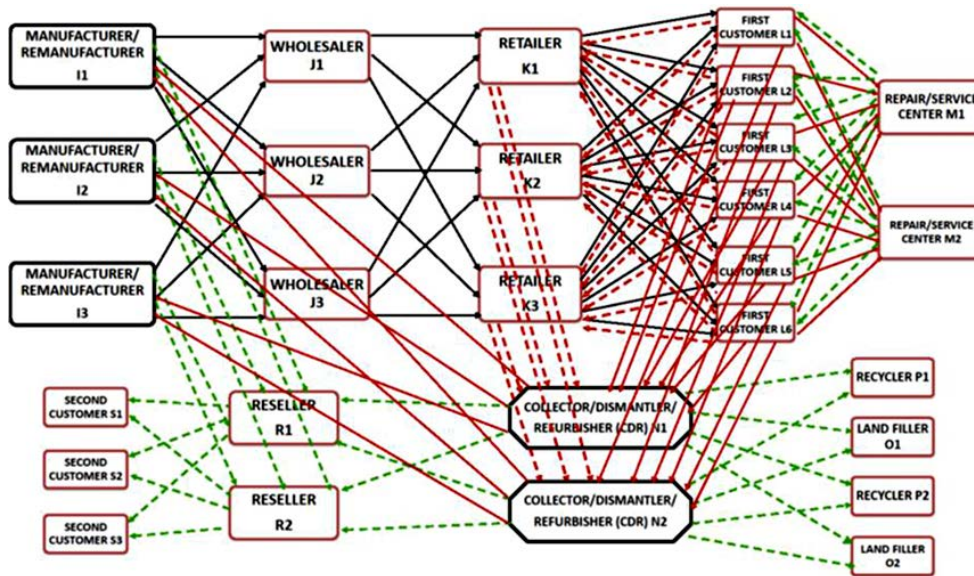 MANUFACTURER/
REMANUFACTURER
I1
WHOLESALER
J1
RETAILER
K1
FIRST
CUSTOMER L1
FIRST
CUSTOMER L2
REPAIR/SERVICE
CENTER M1
MANUFACTURER/
REMANUFACTURER
I2
WHOLESALER
J2
RETAILER
K2
FIRST
CUSTOMER L3
FIRST
CUSTOMER L4
REPAIR/SERVICE
CENTER M2
MANUFACTURER/
REMANUFACTURER
I3
WHOLESALER
J3
RETAILER
K3
FIRST
CUSTOMER L5
FIRST
CUSTOMER L6
SECOND
CUSTOMER S1
RESELLER
R1
COLLECTOR/DISMANTLER/
REFURBISHER (CDR) N1
RECYCLER P1
LAND FILLER
O1
SECOND
CUSTOMER S2
RESELLER
R2
COLLECTOR/DISMANTLER/
REFURBISHER (CDR) N2
RECYCLER P2
SECOND
CUSTOMER S3
LAND FILLER
O2